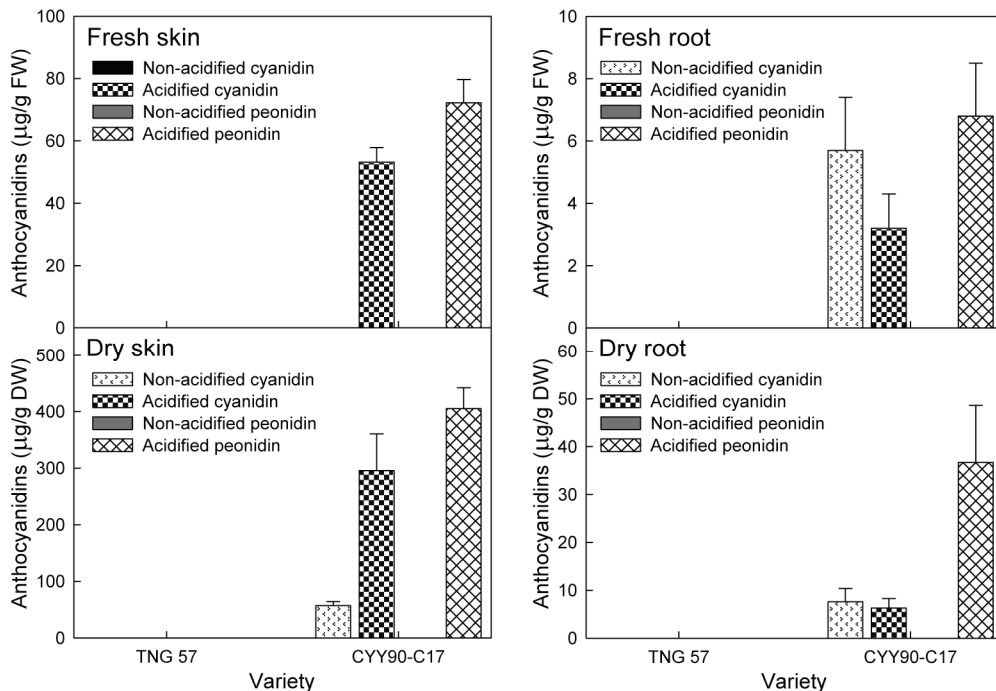 Fresh skin
Non-acidified cyanidin
Acidified cyanidin
Non-acidified peonidin
Acidified peonidin
Anthocyanidins (µg/g FW)
100
80
60
40
20
0
Fresh root
Non-acidified cyanidin
Acidified cyanidin
Non-acidified peonidin
Acidified peonidin
Anthocyanidins (µg/g FW)
10
8
6
4
2
0
Dry skin
Non-acidified cyanidin
Acidified cyanidin
Non-acidified peonidin
Acidified peonidin
Anthocyanidins (µg/g DW)
500
400
300
200
100
0
TNG 57 CYY90-C17
Variety
Dry root
Non-acidified cyanidin
Acidified cyanidin
Non-acidified peonidin
Acidified peonidin
Anthocyanidins (µg/g DW)
60
50
40
30
20
10
0
TNG 57 CYY90-C17
Variety